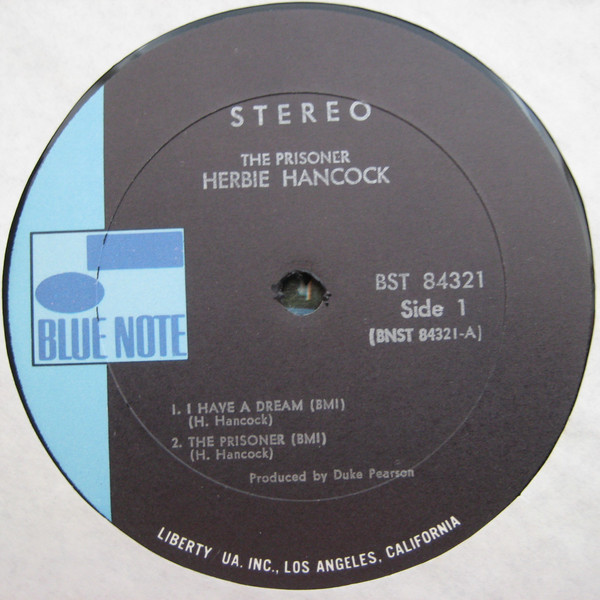 STEREO
THE PRISONER
HERBIE HANCOCK
BLUE NOTE
BST 84321
Side 1
(BNST 84321-A)
1. I HAVE A DREAM (BMI)
(H. Hancock)
2. THE PRISONER (BMI)
(H. Hancock)
Produced by Duke Pearson
LIBERTY UA. INC., LOS ANGELES, CALIFORNIA